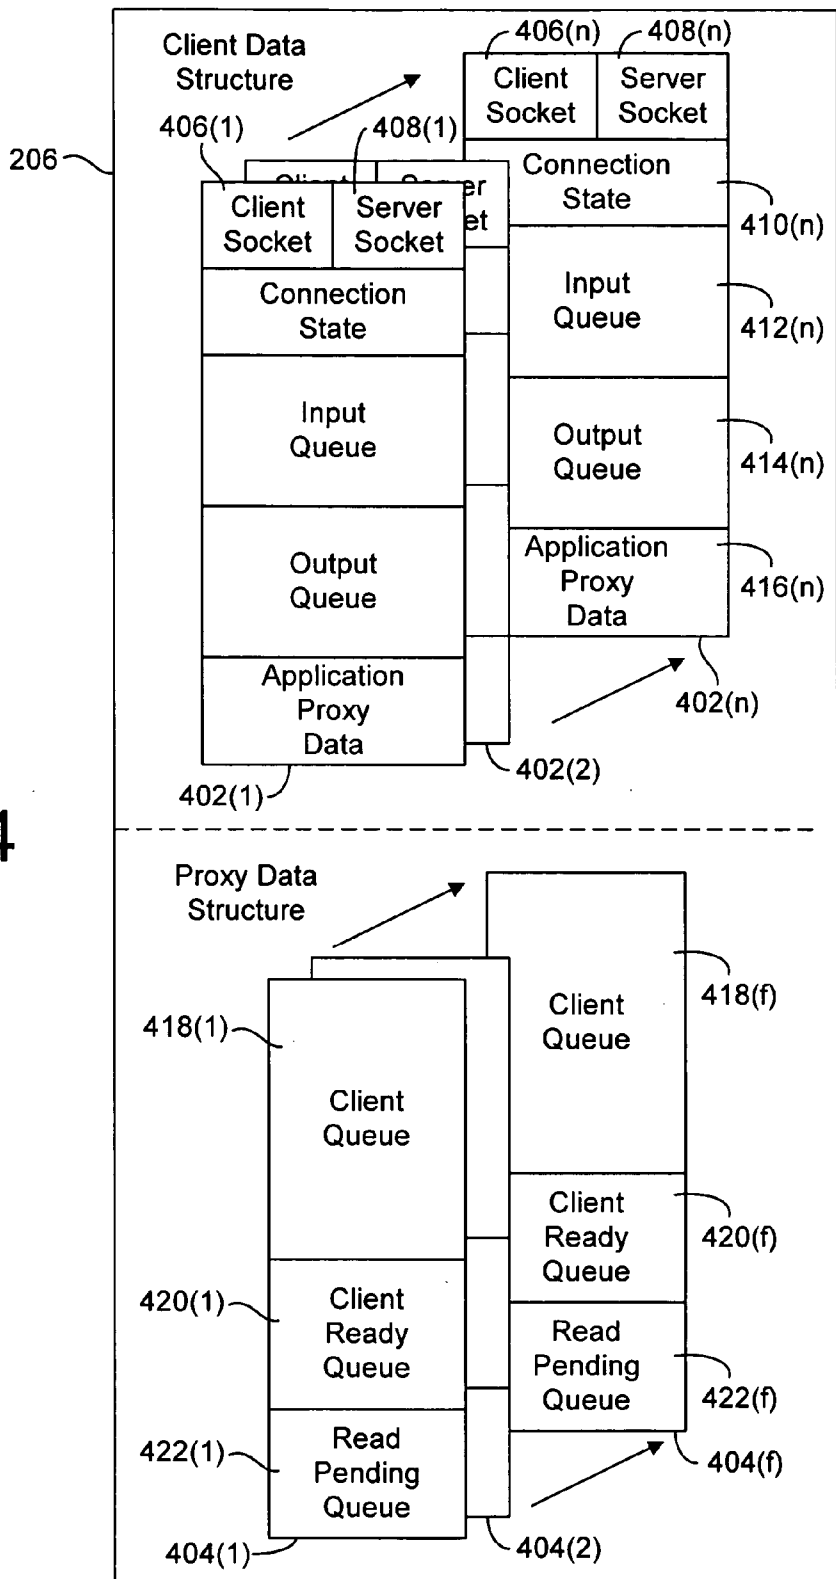 406(n)
408(n)
Client Data
Structure
Client
Socket
Server
Socket
406(1)
408(1)
206
Connection
State
410(n)
Client
Socket
Server
Socket
Connection
State
Input
Queue
412(n)
Input
Queue
Output
Queue
414(n)
Output
Queue
Application
Proxy
Data
416(n)
Application
Proxy
Data
402(n)
402(2)
402(1)
4
Proxy Data
Structure
418(1)
Client
Queue
418(f)
Client
Queue
Client
Ready
Queue
420(f)
420(1)
Client
Ready
Queue
Read
Pending
Queue
422(f)
422(1)
Read
Pending
Queue
404(f)
404(1)
404(2)